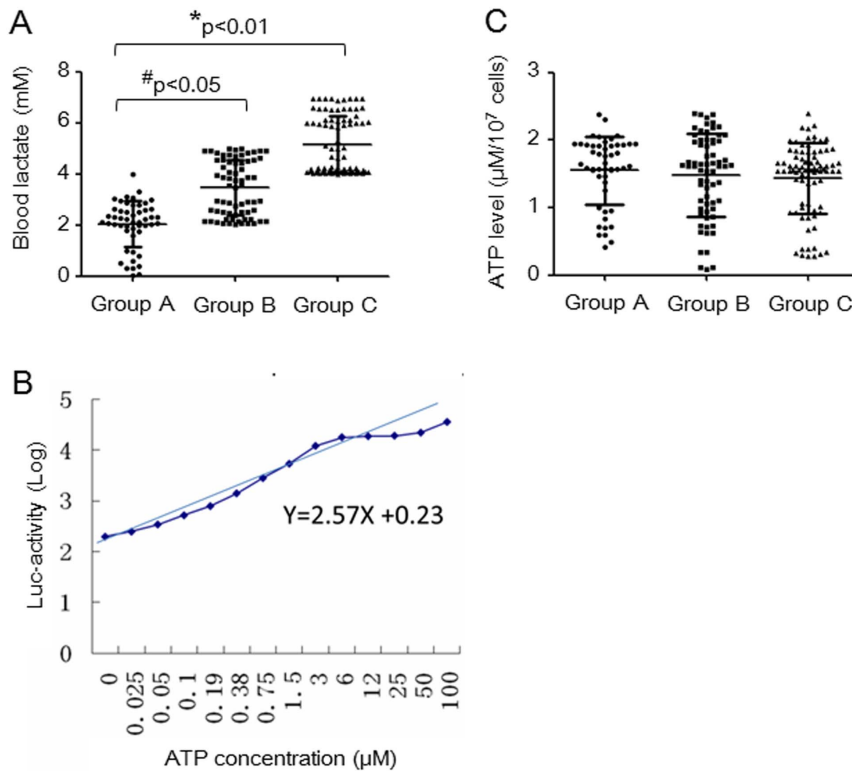 A
*p<0.01
#p<0.05
Blood lactate (mM)
8
6
4
2
0
Group A Group B Group C
C
ATP level (µM/10⁷ cells)
3
2
1
0
Group A Group B Group C
B
Luc-activity (Log)
5
4
3
2
1
0
Y=2.57X +0.23
0 0.025 0.05 0.1 0.19 0.38 0.75 1.5 3 6 12 25 50 100
ATP concentration (µM)